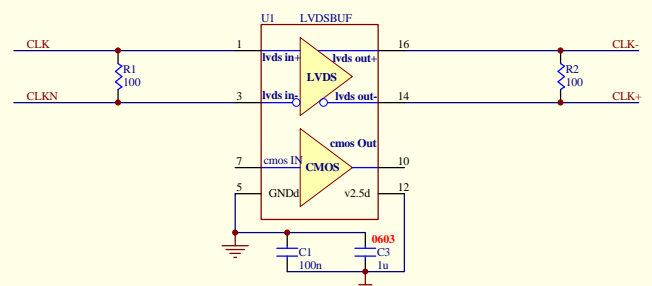 U1 LVDSBUF
CLK 1 16 CLK-
lvds in+ lvds out+
R1 LVDS R2
100 100
CLKN 3 lvds in- lvds out- 14 CLK+
cmos Out
7 cmos IN CMOS 10
5 GNDd v2.5d 12
0603
C1 C3
100n 1u